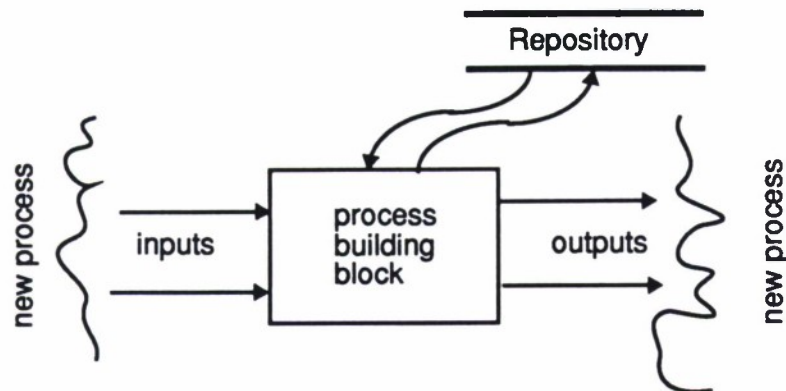 Repository
new process
inputs
process
building
block
outputs
new process